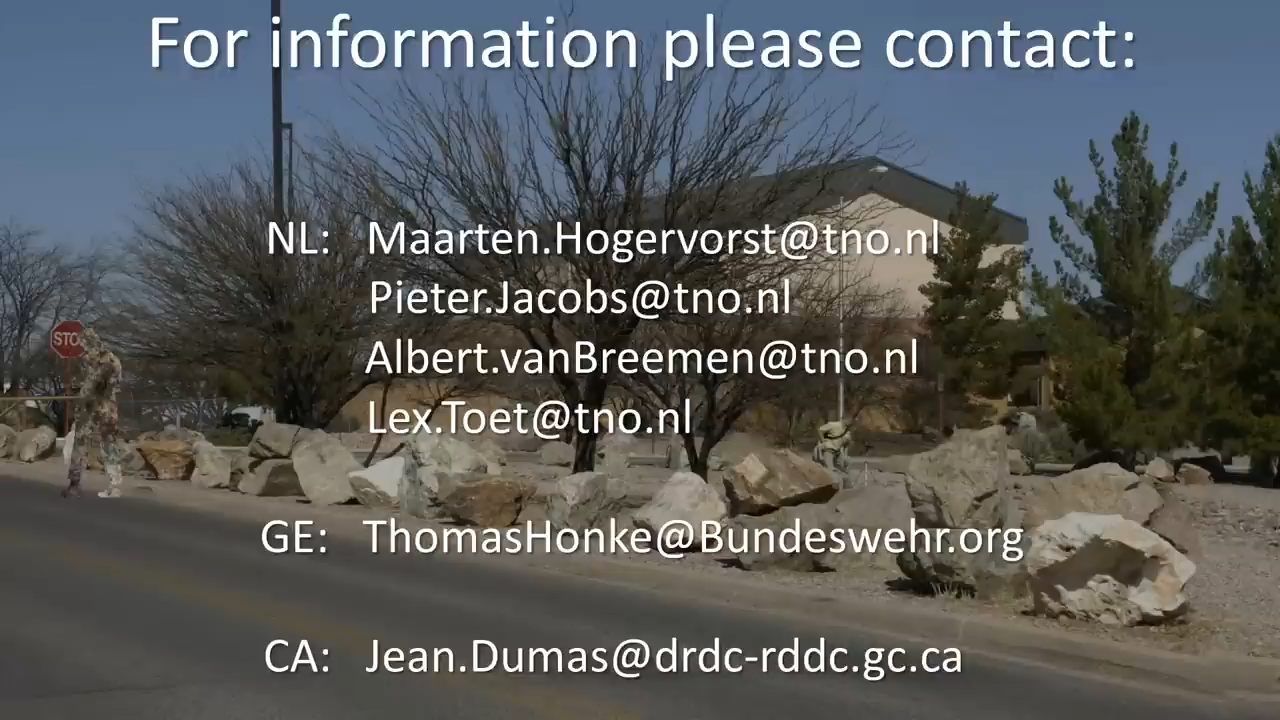 For information please contact:
NL: Maarten.Hogervorst@tno.nl
Pieter.Jacobs@tno.nl
Albert.vanBreemen@tno.nl
Lex.Toet@tno.nl
STO
GE: ThomasHonke@Bundeswehr.org
CA: Jean.Dumas@drdc-rddc.gc.ca